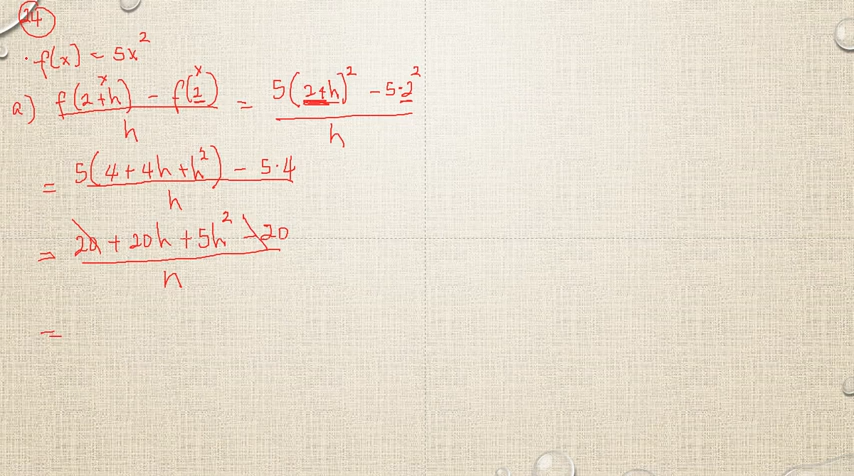 24
· f(x) = 5x²
a) (f(2+h) - f(2))/h = (5(2+h)² - 5·2²)/h
x x
= (5(4 + 4h + h²) - 5·4)/h
= (20 + 20h + 5h² - 20)/h
=